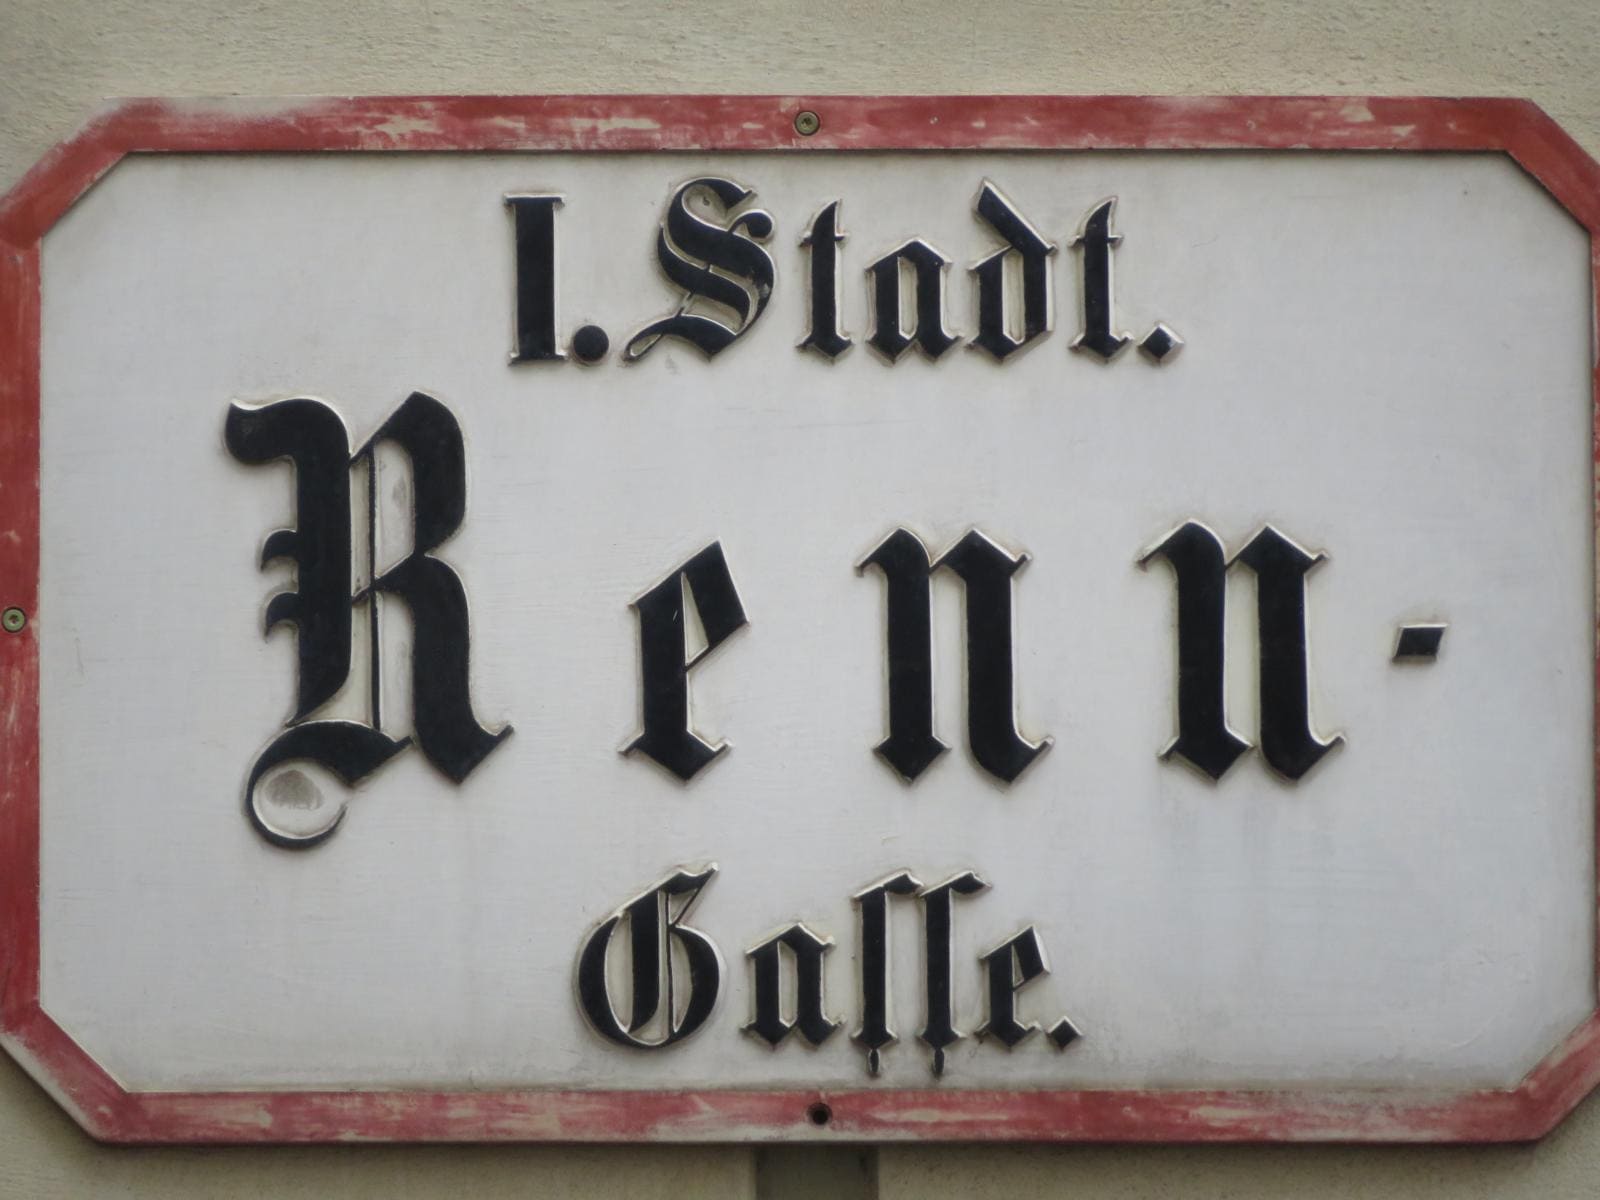 I. Stadt.
Renn-
Gaſſe.